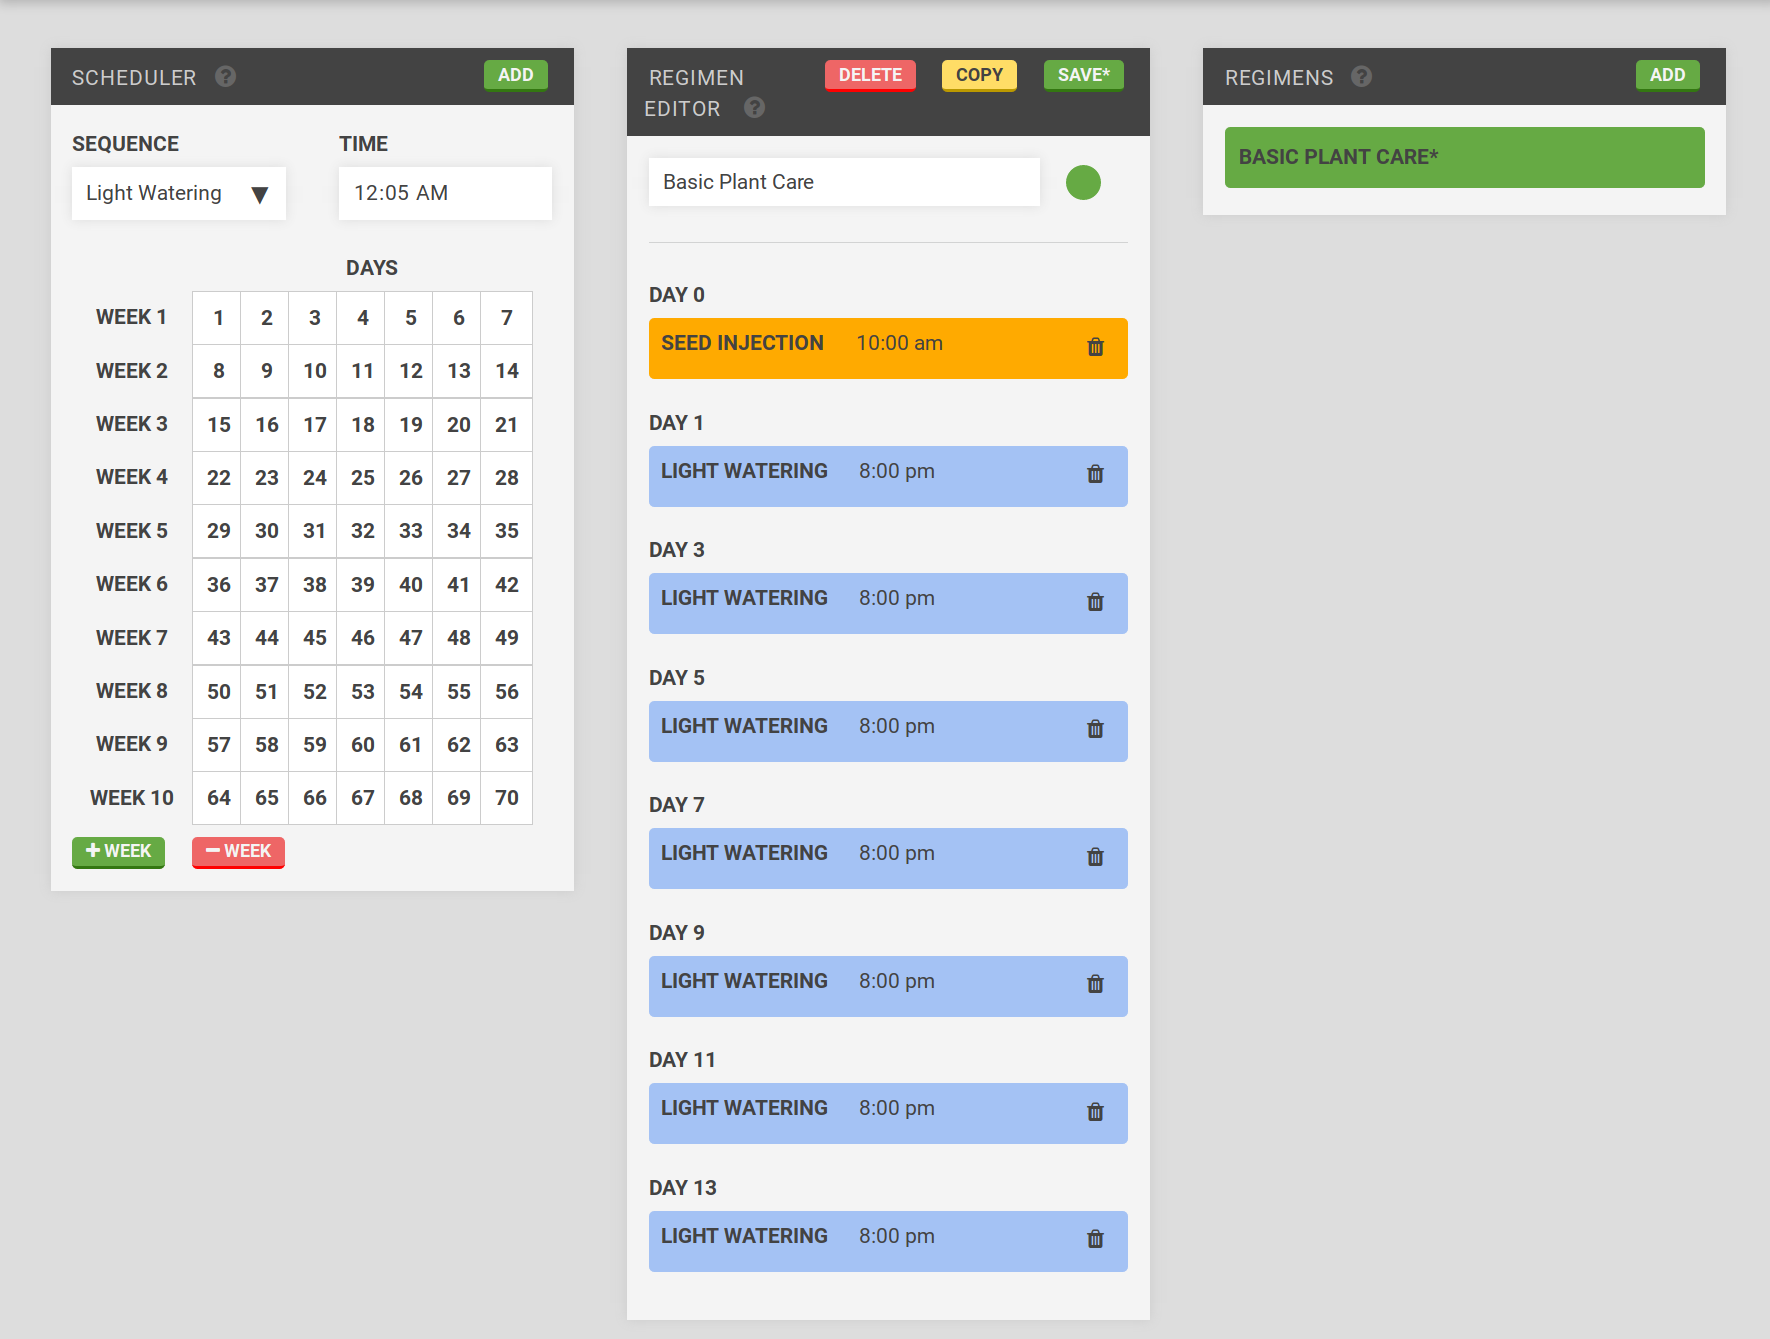 SCHEDULER ?
ADD
SEQUENCE
TIME
Light Watering ▼
12:05 AM
DAYS
WEEK 1 1 2 3 4 5 6 7
WEEK 2 8 9 10 11 12 13 14
WEEK 3 15 16 17 18 19 20 21
WEEK 4 22 23 24 25 26 27 28
WEEK 5 29 30 31 32 33 34 35
WEEK 6 36 37 38 39 40 41 42
WEEK 7 43 44 45 46 47 48 49
WEEK 8 50 51 52 53 54 55 56
WEEK 9 57 58 59 60 61 62 63
WEEK 10 64 65 66 67 68 69 70
+ WEEK
− WEEK
REGIMEN
EDITOR ?
DELETE
COPY
SAVE*
Basic Plant Care
DAY 0
SEED INJECTION 10:00 am
DAY 1
LIGHT WATERING 8:00 pm
DAY 3
LIGHT WATERING 8:00 pm
DAY 5
LIGHT WATERING 8:00 pm
DAY 7
LIGHT WATERING 8:00 pm
DAY 9
LIGHT WATERING 8:00 pm
DAY 11
LIGHT WATERING 8:00 pm
DAY 13
LIGHT WATERING 8:00 pm
REGIMENS ?
ADD
BASIC PLANT CARE*